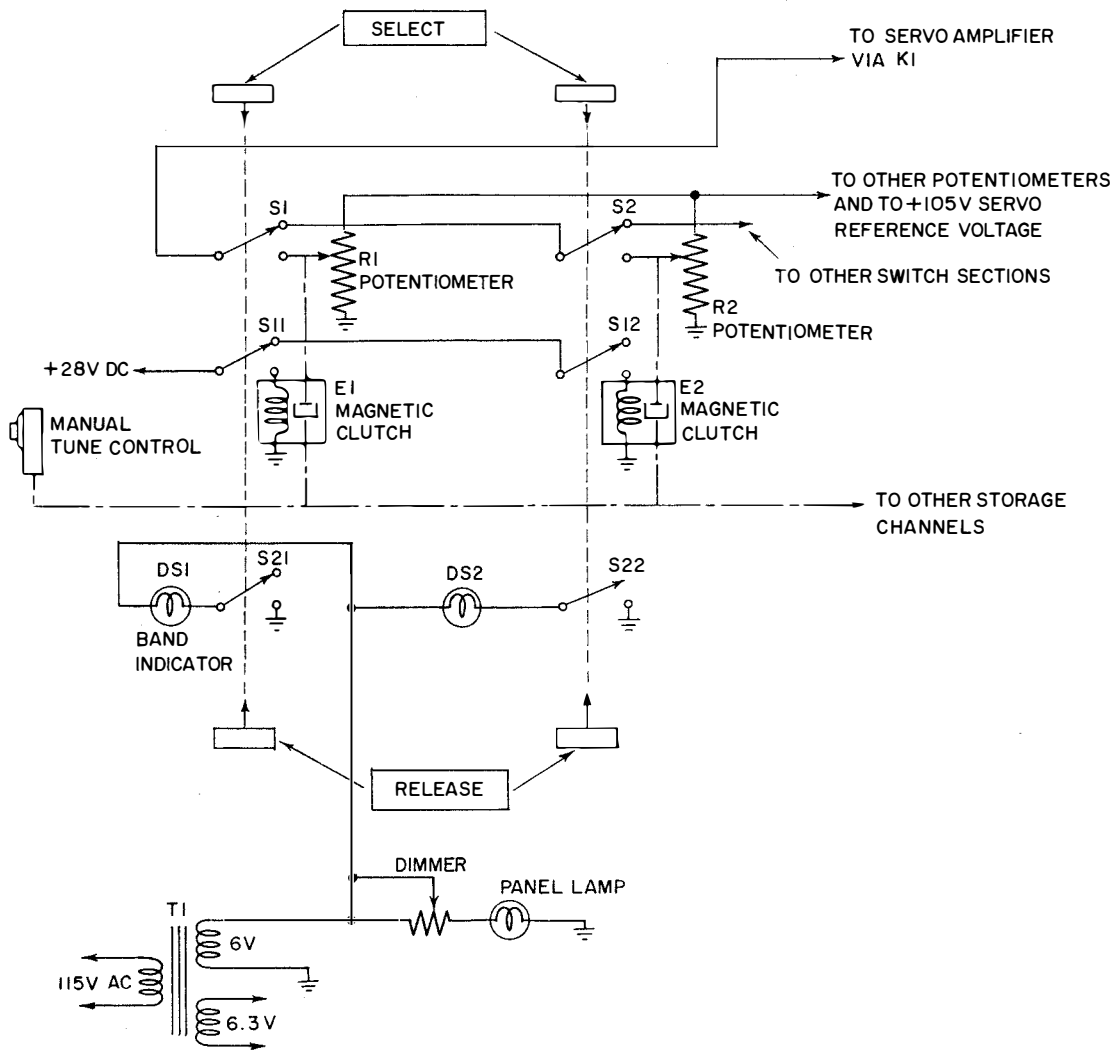 SELECT
TO SERVO AMPLIFIER
VIA K1
TO OTHER POTENTIOMETERS
AND TO +105V SERVO
REFERENCE VOLTAGE
S1
S2
R1
POTENTIOMETER
TO OTHER SWITCH SECTIONS
R2
POTENTIOMETER
S11
S12
+28V DC
E1
MAGNETIC
CLUTCH
E2
MAGNETIC
CLUTCH
MANUAL
TUNE CONTROL
TO OTHER STORAGE
CHANNELS
DS1
S21
DS2
S22
BAND
INDICATOR
RELEASE
DIMMER
PANEL LAMP
T1
6V
115V AC
6.3V